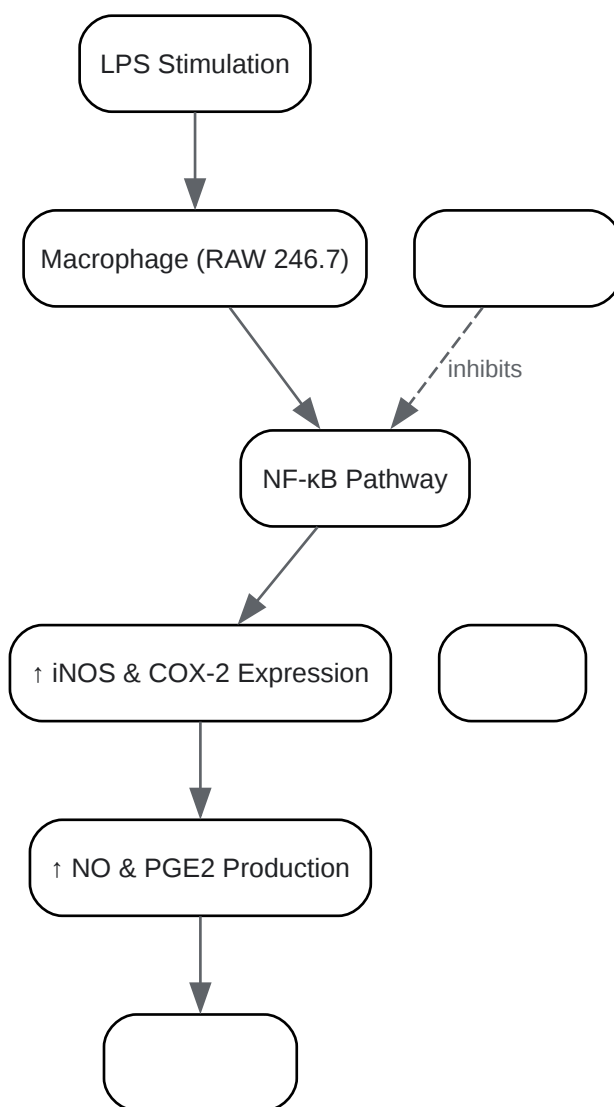 LPS Stimulation
Macrophage (RAW 246.7)
inhibits
NF-κB Pathway
↑ iNOS & COX-2 Expression
↑ NO & PGE2 Production